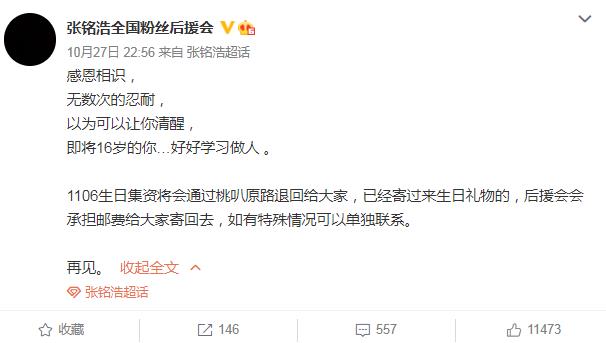 张铭浩全国粉丝后援会
10月27日 22:56 来自 张铭浩超话
感恩相识，
无数次的忍耐，
以为可以让你清醒，
即将16岁的你...好好学习做人 。
1106生日集资将会通过桃叭原路退回给大家，已经寄过来生日礼物的，后援会会
承担邮费给大家寄回去，如有特殊情况可以单独联系。
再见。 收起全文
张铭浩超话
收藏 146 557 11473